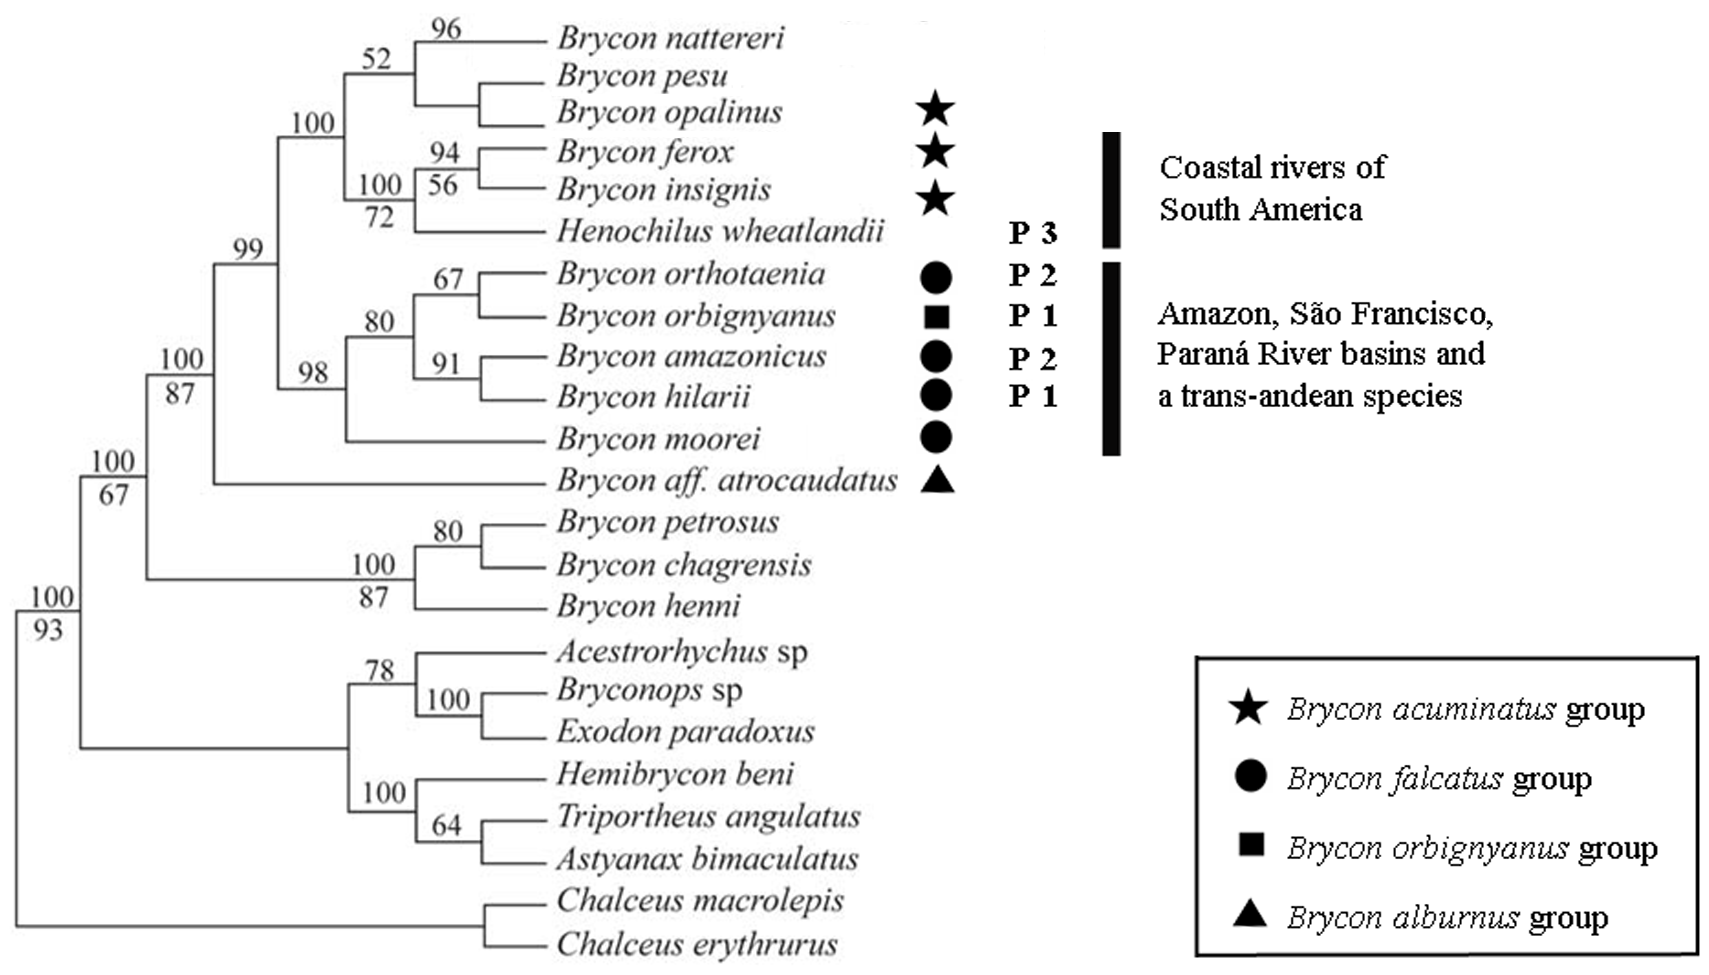 96
Brycon nattereri
52
Brycon pesu
Brycon opalinus
100
94
Brycon ferox
56
Brycon insignis
100
72
Henochilus wheatlandii
P 3
Coastal rivers of
South America
99
67
Brycon orthotaenia
P 2
80
Brycon orbignyanus
P 1
91
Brycon amazonicus
P 2
98
Brycon hilarii
P 1
Brycon moorei
Amazon, São Francisco,
Paraná River basins and
a trans-andean species
100
87
Brycon aff. atrocaudatus
100
67
80
Brycon petrosus
Brycon chagrensis
100
87
Brycon henni
100
93
78
Acestrorhychus sp
100
Bryconops sp
Exodon paradoxus
100
Hemibrycon beni
64
Triportheus angulatus
Astyanax bimaculatus
Chalceus macrolepis
Chalceus erythrurus
Brycon acuminatus group
Brycon falcatus group
Brycon orbignyanus group
Brycon alburnus group